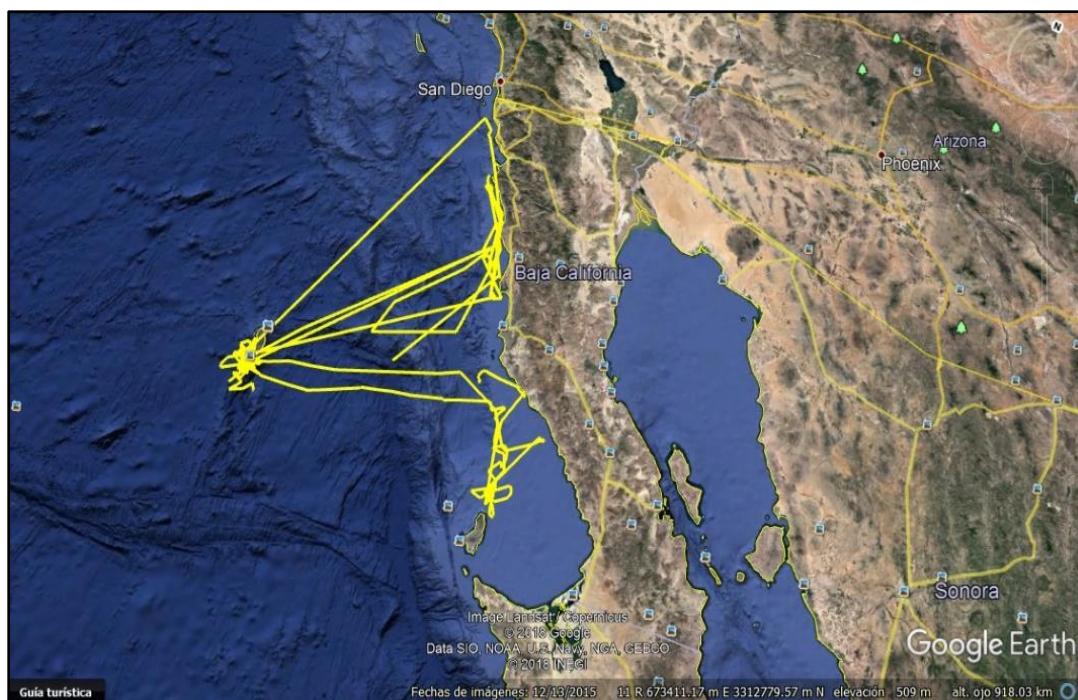 N
San Diego
Arizona
Phoenix
Baja California
Sonora
Image Landsat / Copernicus
© 2018 Google
Data SIO, NOAA, U.S. Navy, NGA, GEBCO
© 2018 INEGI
Google Earth
Guía turística
Fechas de imágenes: 12/13/2015 11 R 673411.17 m E 3312779.57 m N elevación 509 m alt. ojo 918.03 km